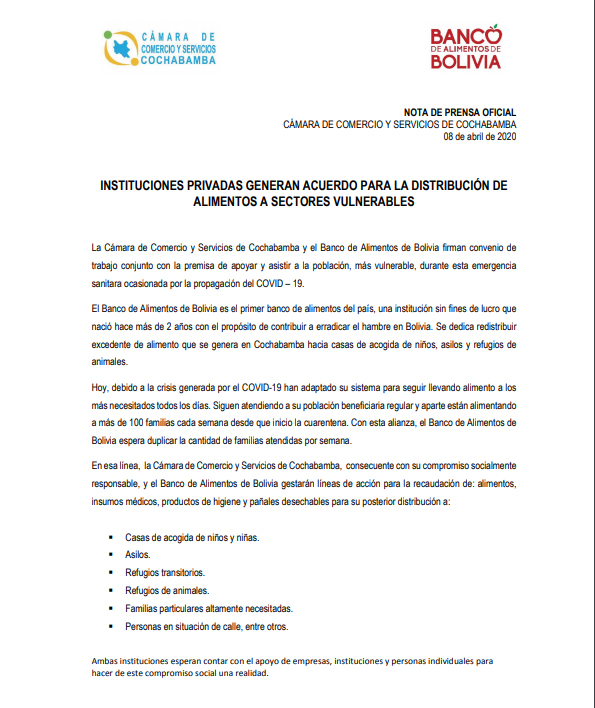 CÁMARA DE
COMERCIO Y SERVICIOS
COCHABAMBA
BANCO
DE ALIMENTOS DE
BOLIVIA
NOTA DE PRENSA OFICIAL
CÁMARA DE COMERCIO Y SERVICIOS DE COCHABAMBA
08 de abril de 2020
INSTITUCIONES PRIVADAS GENERAN ACUERDO PARA LA DISTRIBUCIÓN DE
ALIMENTOS A SECTORES VULNERABLES
La Cámara de Comercio y Servicios de Cochabamba y el Banco de Alimentos de Bolivia firman convenio de
trabajo conjunto con la premisa de apoyar y asistir a la población, más vulnerable, durante esta emergencia
sanitara ocasionada por la propagación del COVID – 19.
El Banco de Alimentos de Bolivia es el primer banco de alimentos del país, una institución sin fines de lucro que
nació hace más de 2 años con el propósito de contribuir a erradicar el hambre en Bolivia. Se dedica redistribuir
excedente de alimento que se genera en Cochabamba hacia casas de acogida de niños, asilos y refugios de
animales.
Hoy, debido a la crisis generada por el COVID-19 han adaptado su sistema para seguir llevando alimento a los
más necesitados todos los días. Siguen atendiendo a su población beneficiaria regular y aparte están alimentando
a más de 100 familias cada semana desde que inicio la cuarentena. Con esta alianza, el Banco de Alimentos de
Bolivia espera duplicar la cantidad de familias atendidas por semana.
En esa línea, la Cámara de Comercio y Servicios de Cochabamba, consecuente con su compromiso socialmente
responsable, y el Banco de Alimentos de Bolivia gestarán líneas de acción para la recaudación de: alimentos,
insumos médicos, productos de higiene y pañales desechables para su posterior distribución a:
▪ Casas de acogida de niños y niñas.
▪ Asilos.
▪ Refugios transitorios.
▪ Refugios de animales.
▪ Familias particulares altamente necesitadas.
▪ Personas en situación de calle, entre otros.
Ambas instituciones esperan contar con el apoyo de empresas, instituciones y personas individuales para
hacer de este compromiso social una realidad.